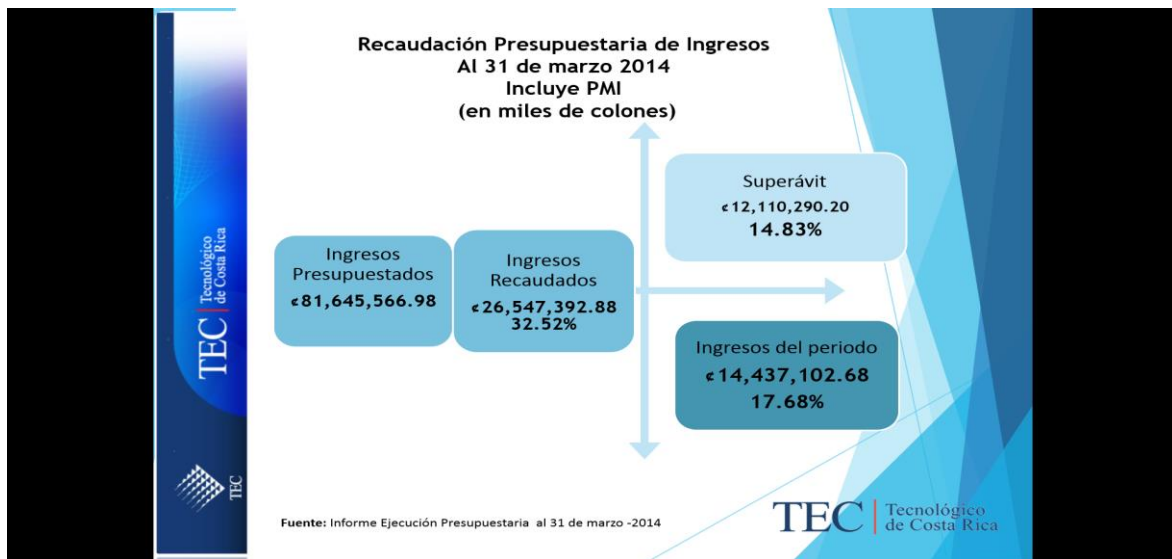 Recaudación Presupuestaria de Ingresos
Al 31 de marzo 2014
Incluye PMI
(en miles de colones)
Superávit
¢12,110,290.20
14.83%
Ingresos
Presupuestados
¢81,645,566.98
Ingresos
Recaudados
¢26,547,392.88
32.52%
Ingresos del periodo
¢14,437,102.68
17.68%
TEC
Tecnológico
de Costa Rica
TEC
Fuente: Informe Ejecución Presupuestaria al 31 de marzo -2014
TEC
Tecnológico
de Costa Rica